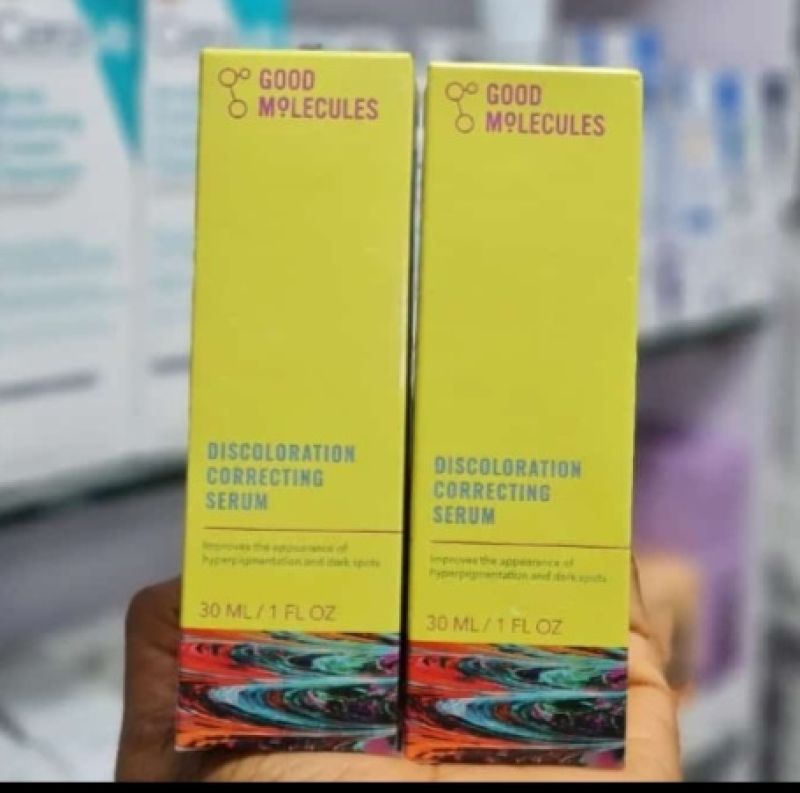 GOOD
MOLECULES
DISCOLORATION
CORRECTING
SERUM
Improves the appearance of
hyperpigmentation and dark spots
30 ML / 1 FL OZ
GOOD
MOLECULES
DISCOLORATION
CORRECTING
SERUM
Improves the appearance of
hyperpigmentation and dark spots
30 ML / 1 FL OZ